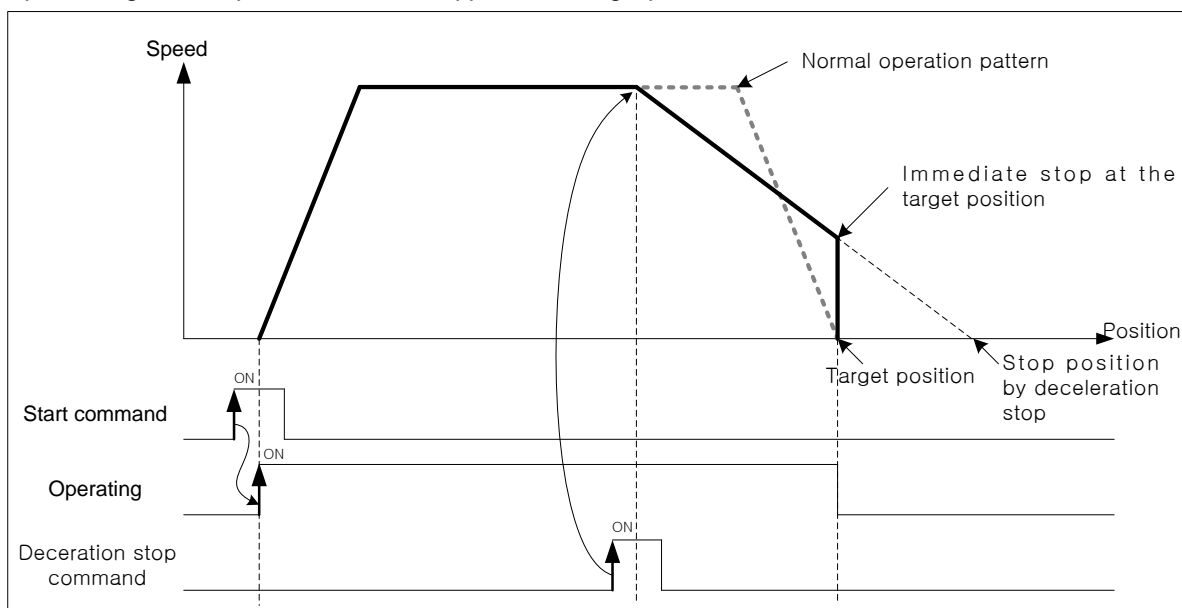 Speed
Normal operation pattern
Immediate stop at the
target position
Position
Target position
Stop position
by deceleration
stop
ON
Start command
ON
Operating
ON
Deceration stop
command